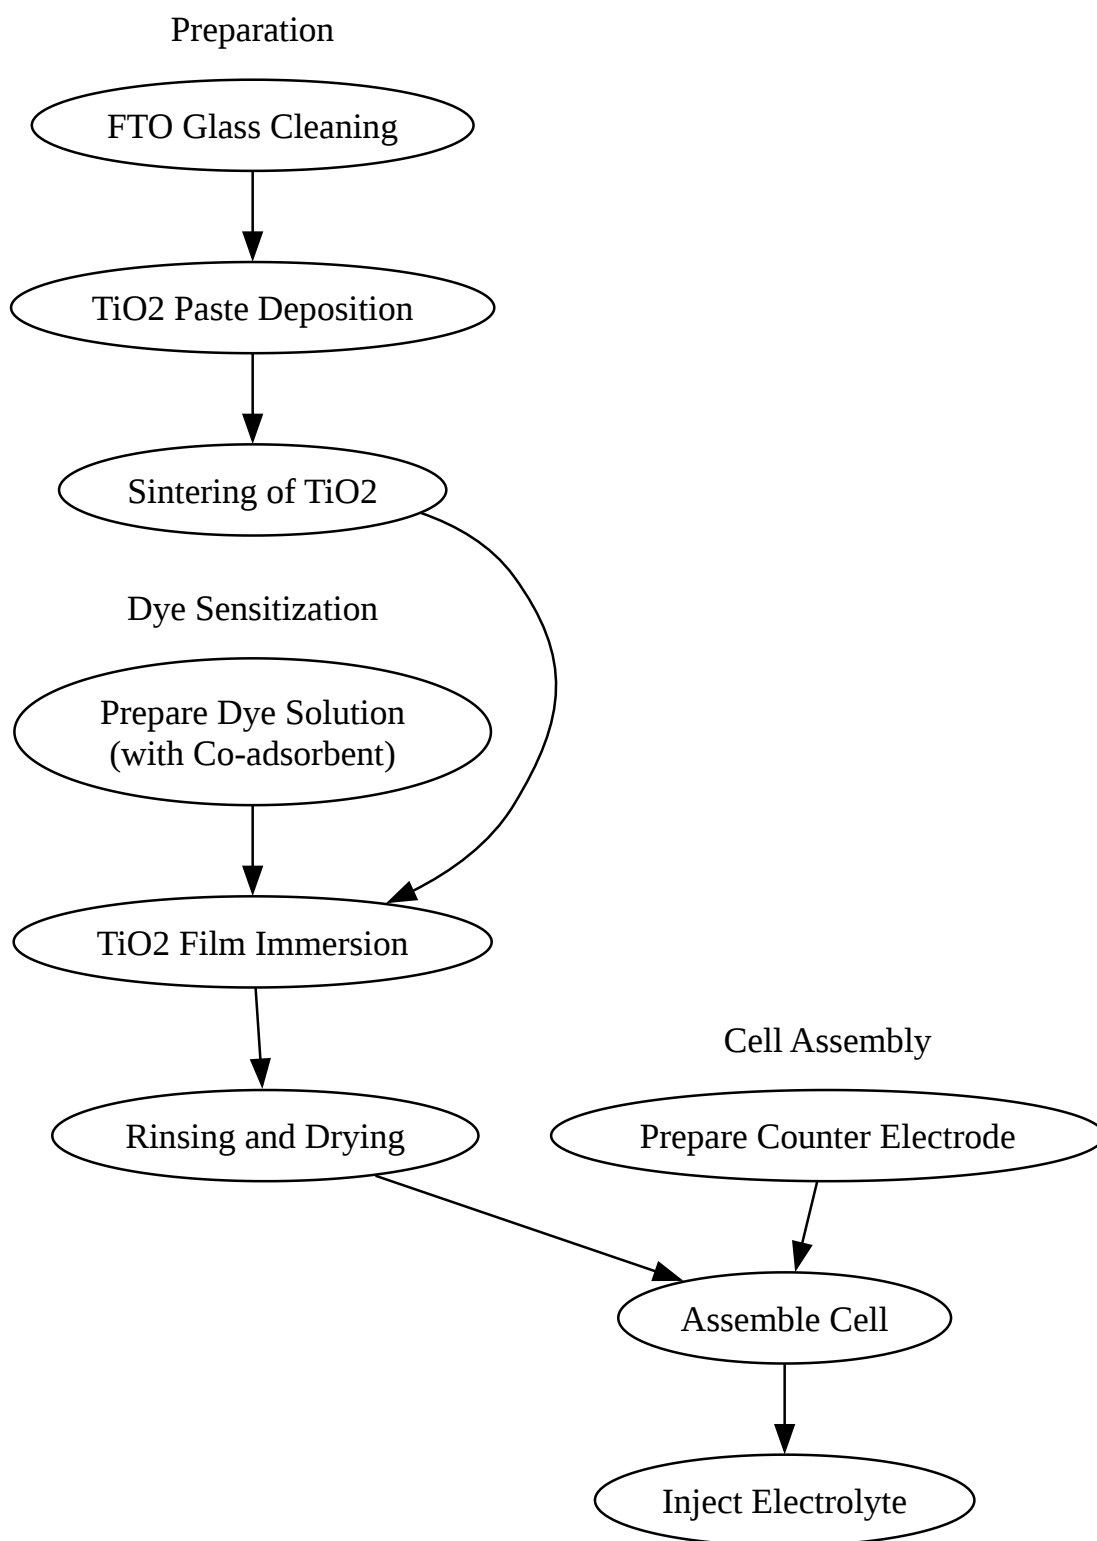 Preparation
FTO Glass Cleaning
TiO2 Paste Deposition
Sintering of TiO2
Dye Sensitization
Prepare Dye Solution
(with Co-adsorbent)
TiO2 Film Immersion
Rinsing and Drying
Cell Assembly
Prepare Counter Electrode
Assemble Cell
Inject Electrolyte